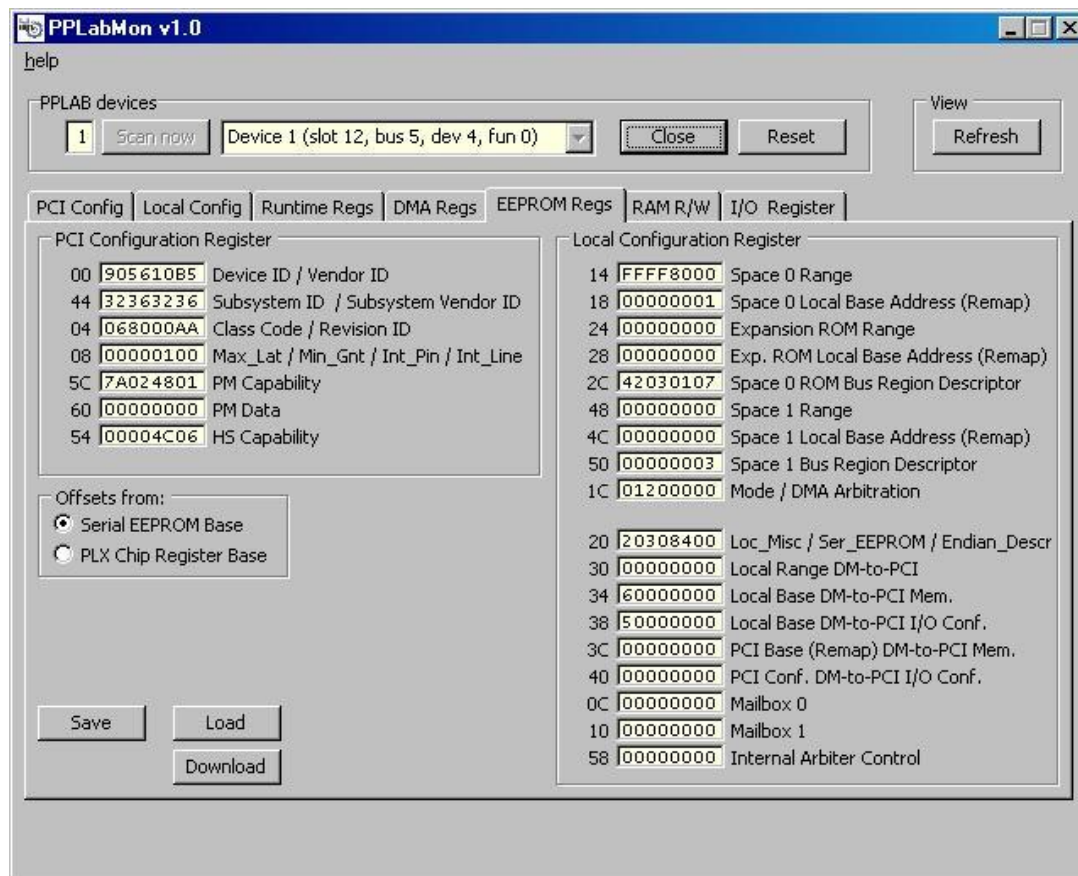 PPLabMon v1.0
help
PPLAB devices
View
1 Scan now Device 1 (slot 12, bus 5, dev 4, fun 0) Close Reset Refresh
PCI Config Local Config Runtime Regs DMA Regs EEPROM Regs RAM R/W I/O Register
PCI Configuration Register
00 905610B5 Device ID / Vendor ID
44 32363236 Subsystem ID / Subsystem Vendor ID
04 068000AA Class Code / Revision ID
08 00000100 Max_Lat / Min_Gnt / Int_Pin / Int_Line
5C 7A024801 PM Capability
60 00000000 PM Data
54 00004C06 HS Capability
Offsets from:
Serial EEPROM Base
PLX Chip Register Base
Save Load
Download
Local Configuration Register
14 FFFF8000 Space 0 Range
18 00000001 Space 0 Local Base Address (Remap)
24 00000000 Expansion ROM Range
28 00000000 Exp. ROM Local Base Address (Remap)
2C 42030107 Space 0 ROM Bus Region Descriptor
48 00000000 Space 1 Range
4C 00000000 Space 1 Local Base Address (Remap)
50 00000003 Space 1 Bus Region Descriptor
1C 01200000 Mode / DMA Arbitration
20 20308400 Loc_Misc / Ser_EEPROM / Endian_Descr
30 00000000 Local Range DM-to-PCI
34 60000000 Local Base DM-to-PCI Mem.
38 50000000 Local Base DM-to-PCI I/O Conf.
3C 00000000 PCI Base (Remap) DM-to-PCI Mem.
40 00000000 PCI Conf. DM-to-PCI I/O Conf.
0C 00000000 Mailbox 0
10 00000000 Mailbox 1
58 00000000 Internal Arbiter Control